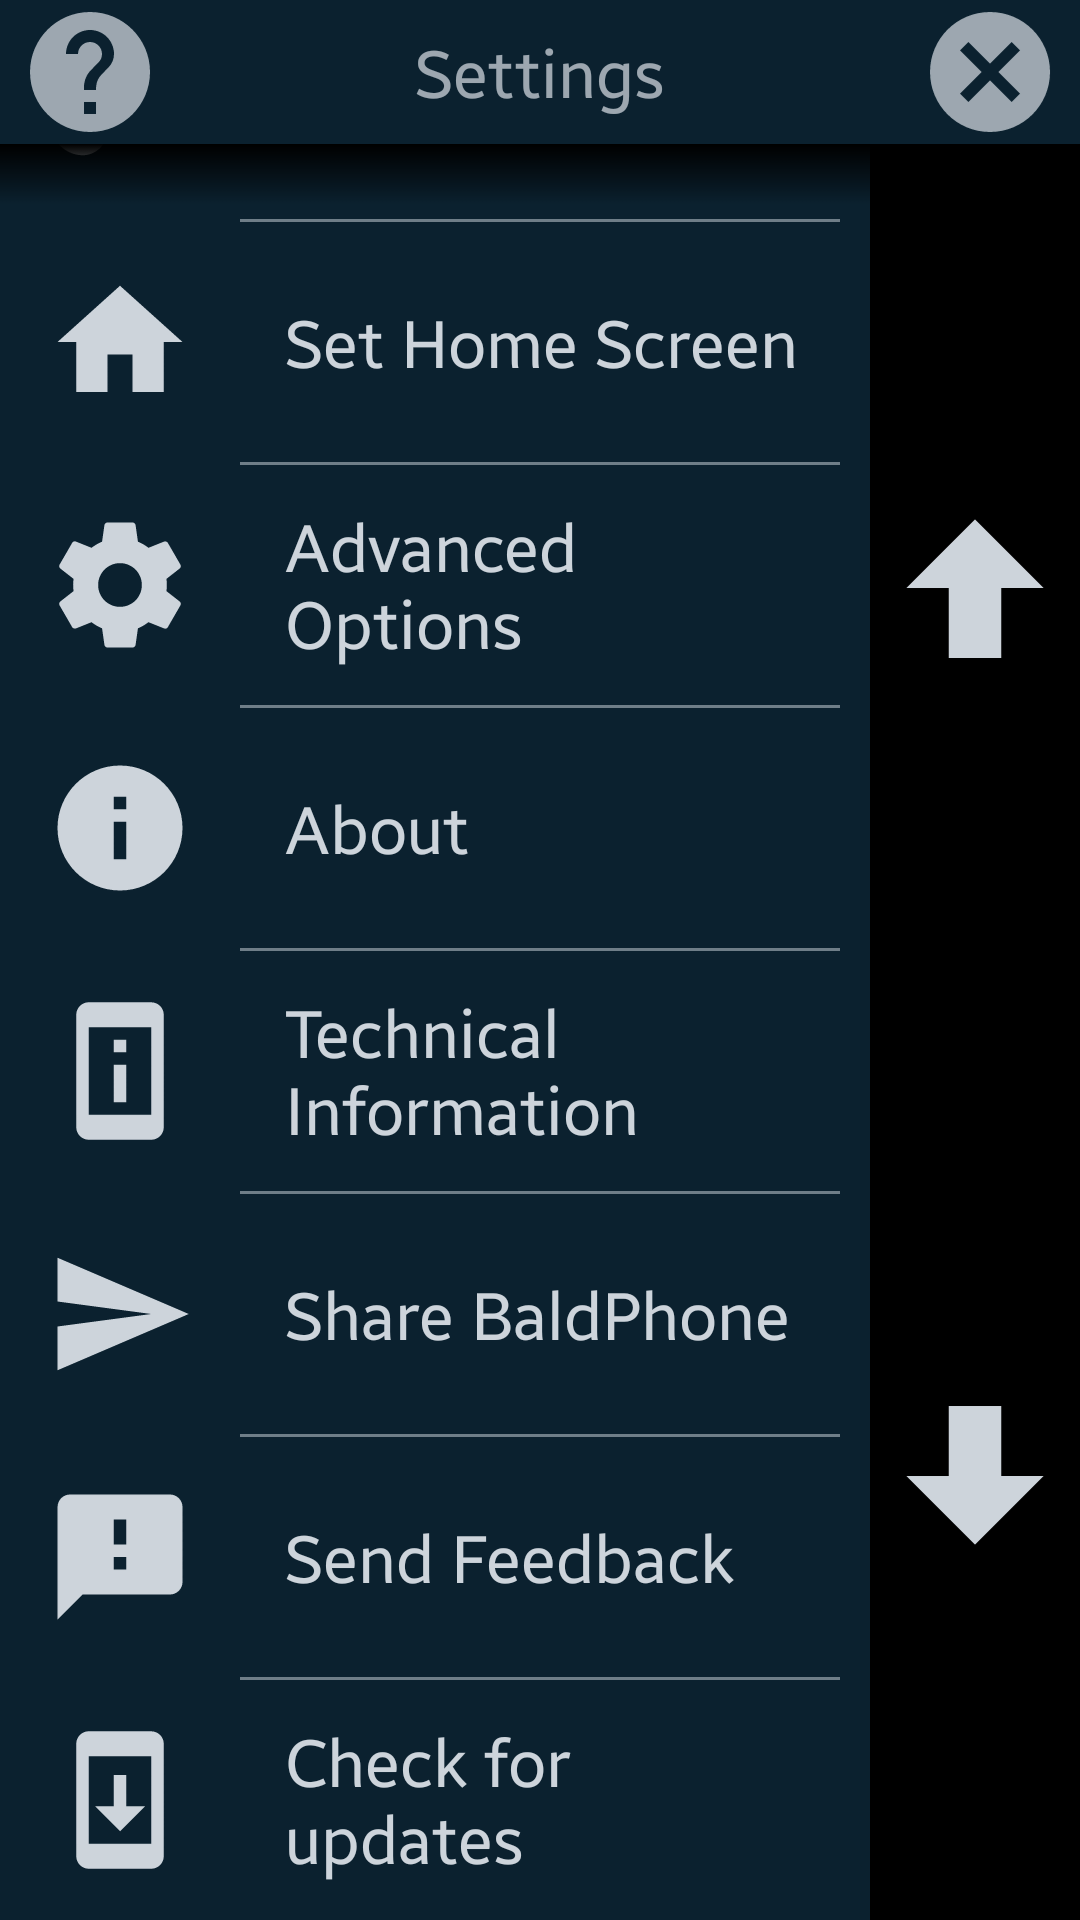 Settings
Set Home Screen
Advanced
Options
About
Technical
Information
Share BaldPhone
Send Feedback
Check for
updates